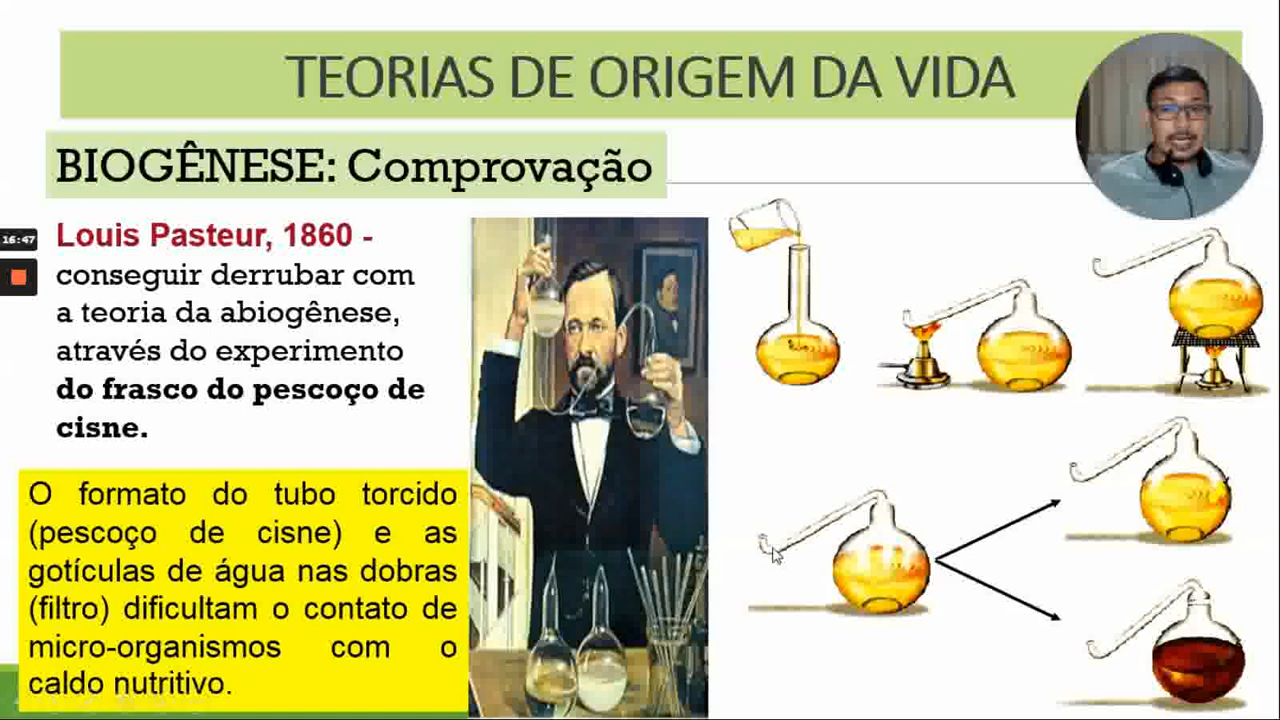 TEORIAS DE ORIGEM DA VIDA
BIOGÊNESE: Comprovação
16:47
Louis Pasteur, 1860 -
conseguir derrubar com
a teoria da abiogênese,
através do experimento
do frasco do pescoço de
cisne.
O formato do tubo torcido
(pescoço de cisne) e as
gotículas de água nas dobras
(filtro) dificultam o contato de
micro-organismos com o
caldo nutritivo.